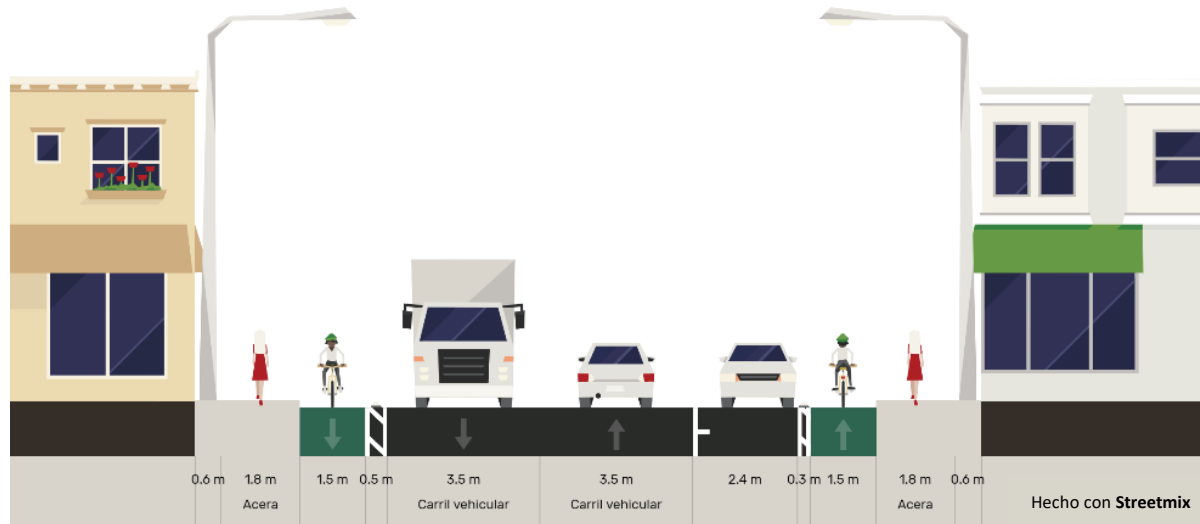 0.6 m 1.8 m 1.5 m 0.5 m 3.5 m 3.5 m 2.4 m 0.3 m 1.5 m 1.8 m 0.6 m
Acera Carril vehicular Carril vehicular Acera
Hecho con Streetmix